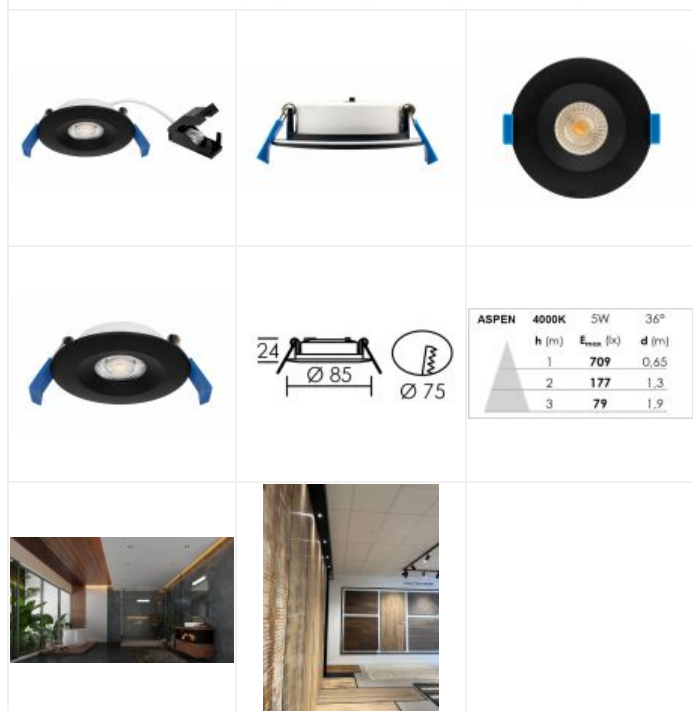 24
Ø 85
Ø 75
ASPEN 4000K 5W 36°
h (m) Emax (lx) d (m)
1 709 0,65
2 177 1,3
3 79 1,9